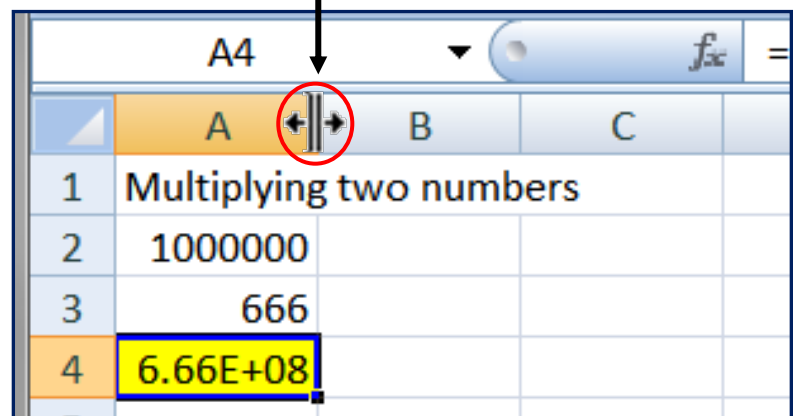 A4 fx =
A B C
1 Multiplying two numbers
2 1000000
3 666
4 6.66E+08